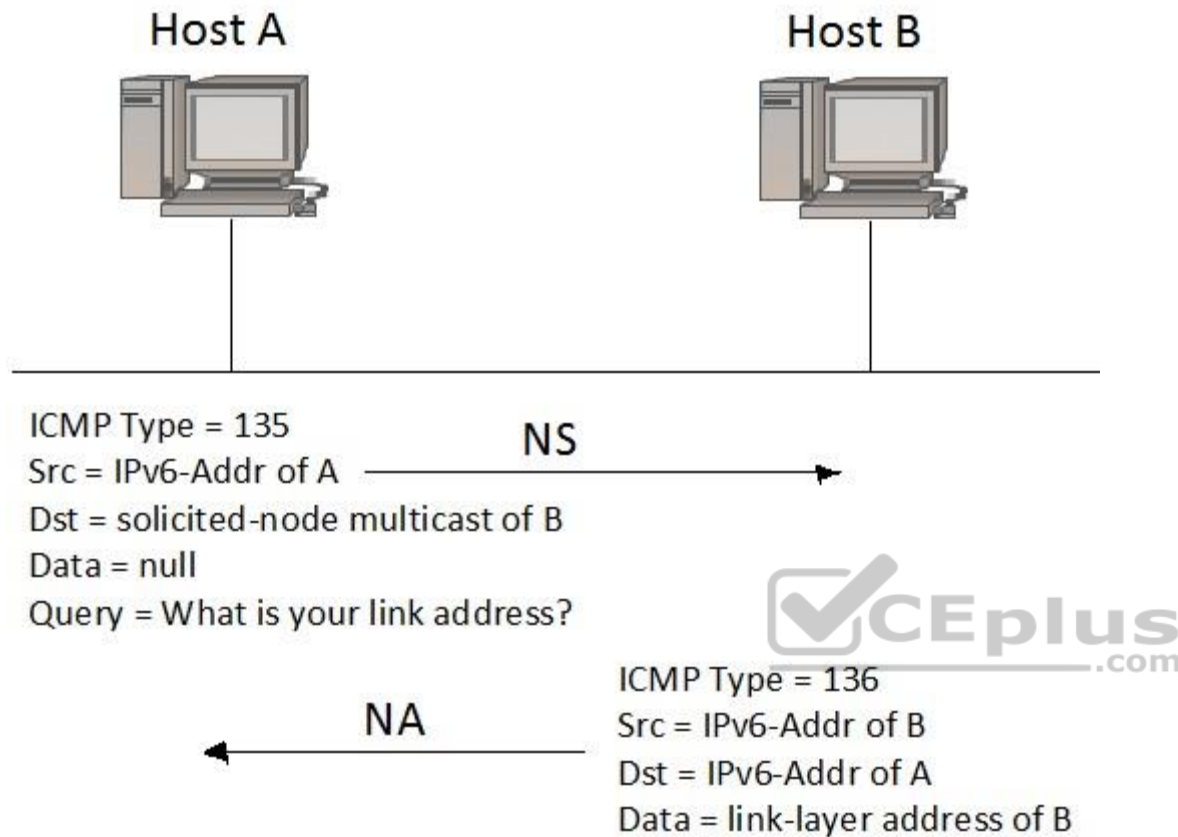 Host A
Host B
ICMP Type = 135
NS
Src = IPv6-Addr of A
Dst = solicited-node multicast of B
Data = null
Query = What is your link address?
CEplus
.com
ICMP Type = 136
NA
Src = IPv6-Addr of B
Dst = IPv6-Addr of A
Data = link-layer address of B